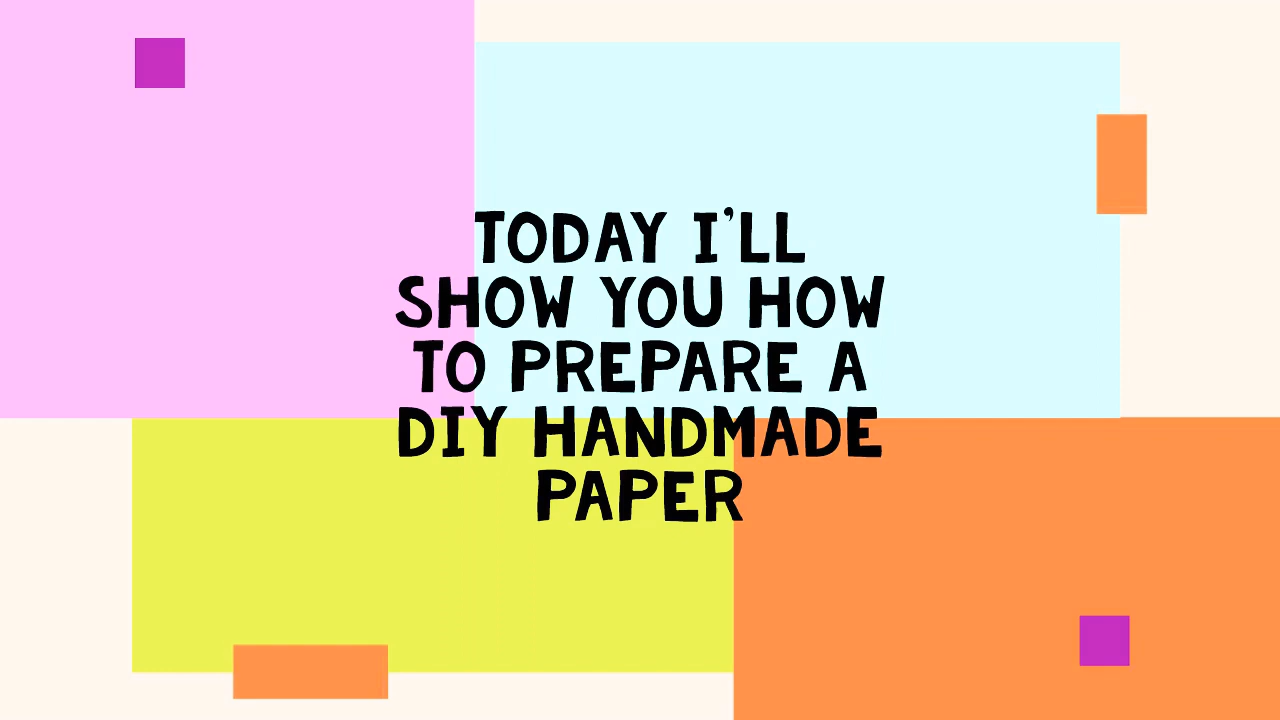 TODAY I'LL
SHOW YOU HOW
TO PREPARE A
DIY HANDMADE
PAPER